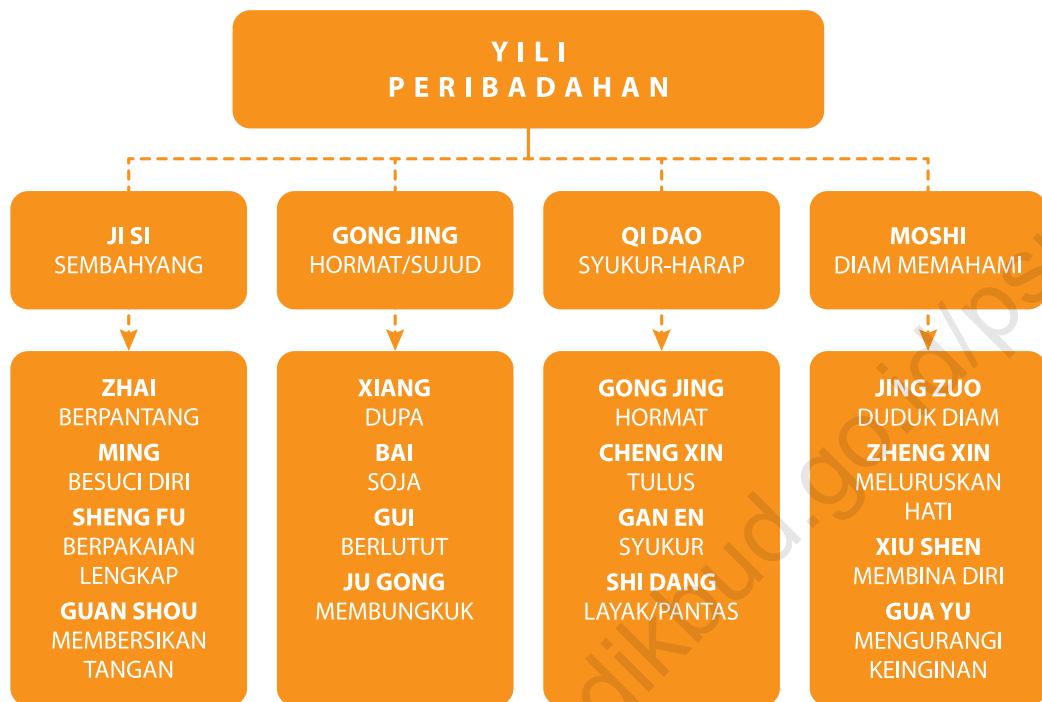 YILI
PERIBADAHAN
JI SI
SEMBAHYANG
GONG JING
HORMAT/SUJUD
QI DAO
SYUKUR-HARAP
MOSHI
DIAM MEMAHAMI
ZHAI
BERPANTANG
MING
BESUCI DIRI
SHENG FU
BERPAKAIAN
LENGKAP
GUAN SHOU
MEMBERSIKAN
TANGAN
XIANG
DUPA
BAI
SOJA
GUI
BERLUTUT
JU GONG
MEMBUNGKUK
GONG JING
HORMAT
CHENG XIN
TULUS
GAN EN
SYUKUR
SHI DANG
LAYAK/PANTAS
JING ZUO
DUDUK DIAM
ZHENG XIN
MELURUSKAN
HATI
XIU SHEN
MEMBINA DIRI
GUA YU
MENGURANGI
KEINGINAN